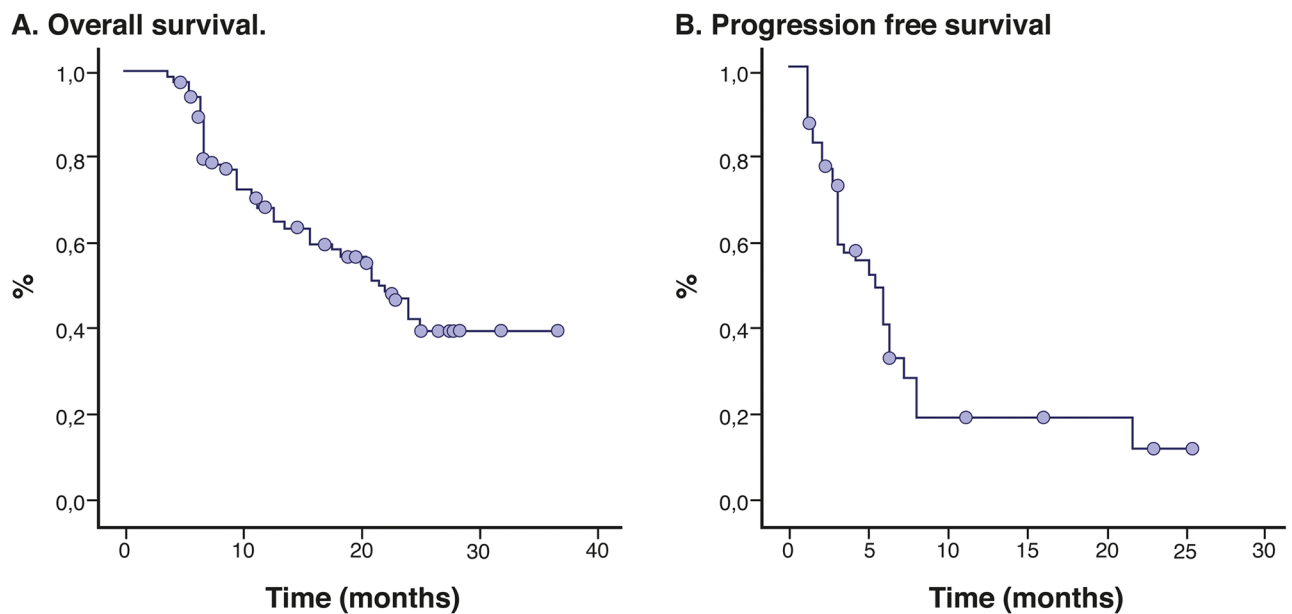 A. Overall survival.
1,0
0,8
0,6
0,4
0,2
0,0
%
0 10 20 30 40
Time (months)
B. Progression free survival
1,0
0,8
0,6
0,4
0,2
0,0
%
0 5 10 15 20 25 30
Time (months)